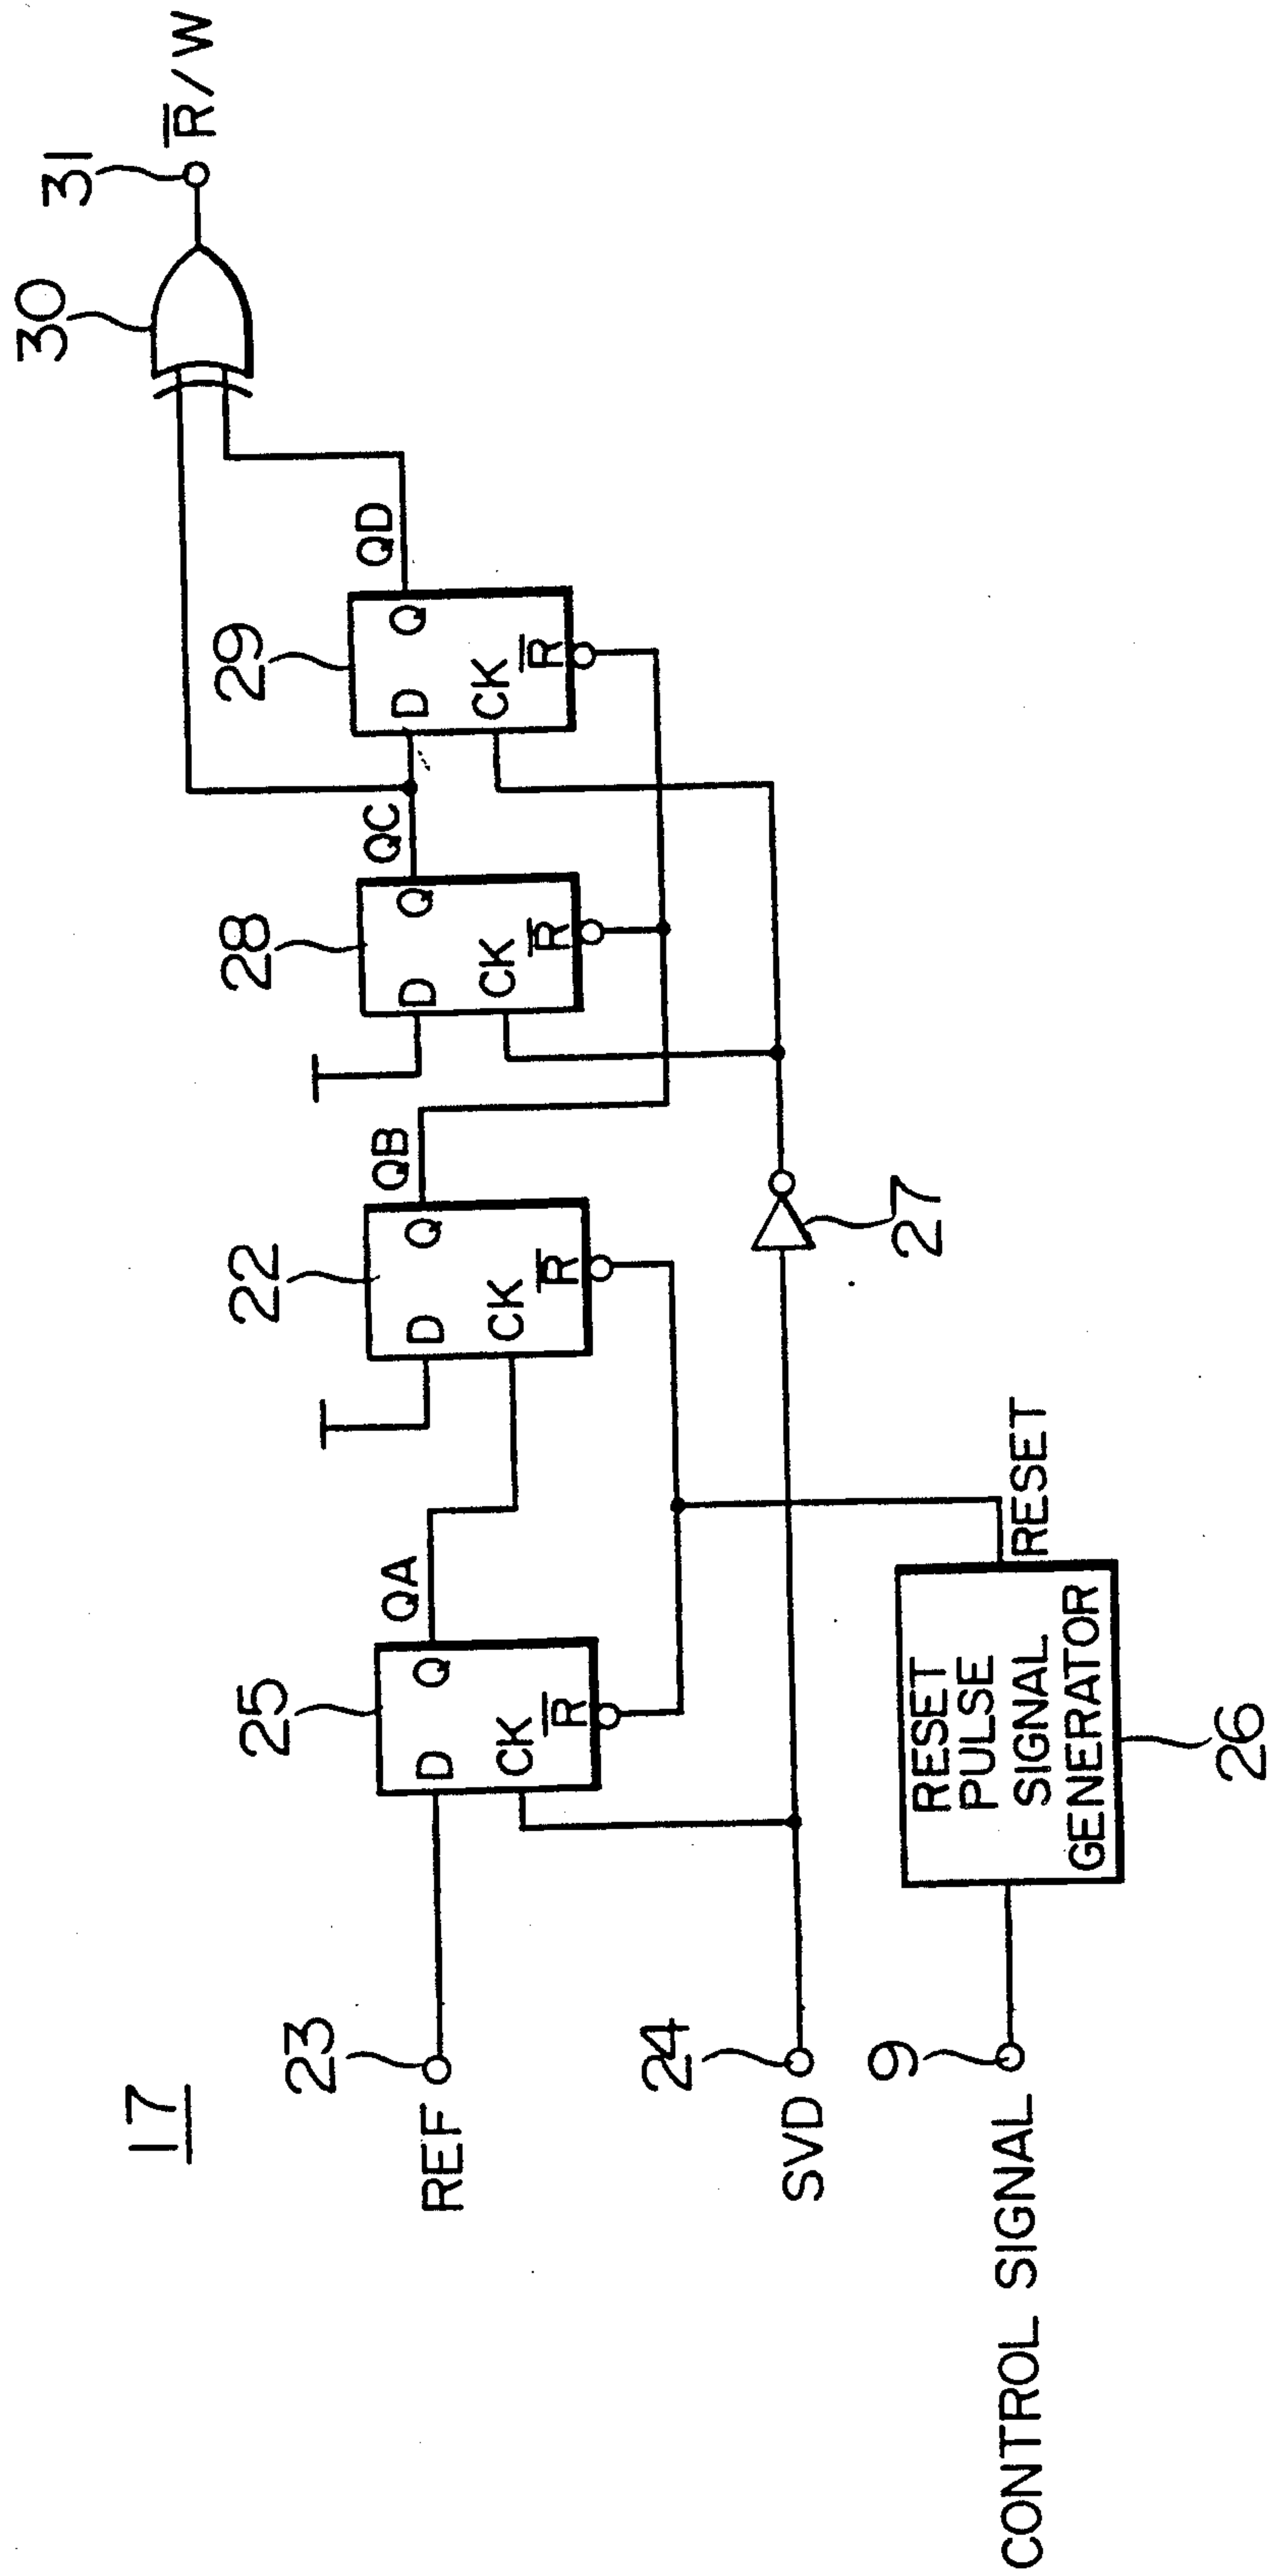 17
30
31
R̅/W
25
22
28
29
REF
23
D
Q
QA
CK
R̅
D
Q
QB
CK
R̅
D
Q
QC
CK
R̅
D
Q
QD
CK
R̅
SVD
24
27
CONTROL SIGNAL
9
RESET
PULSE
SIGNAL
GENERATOR
RESET
26